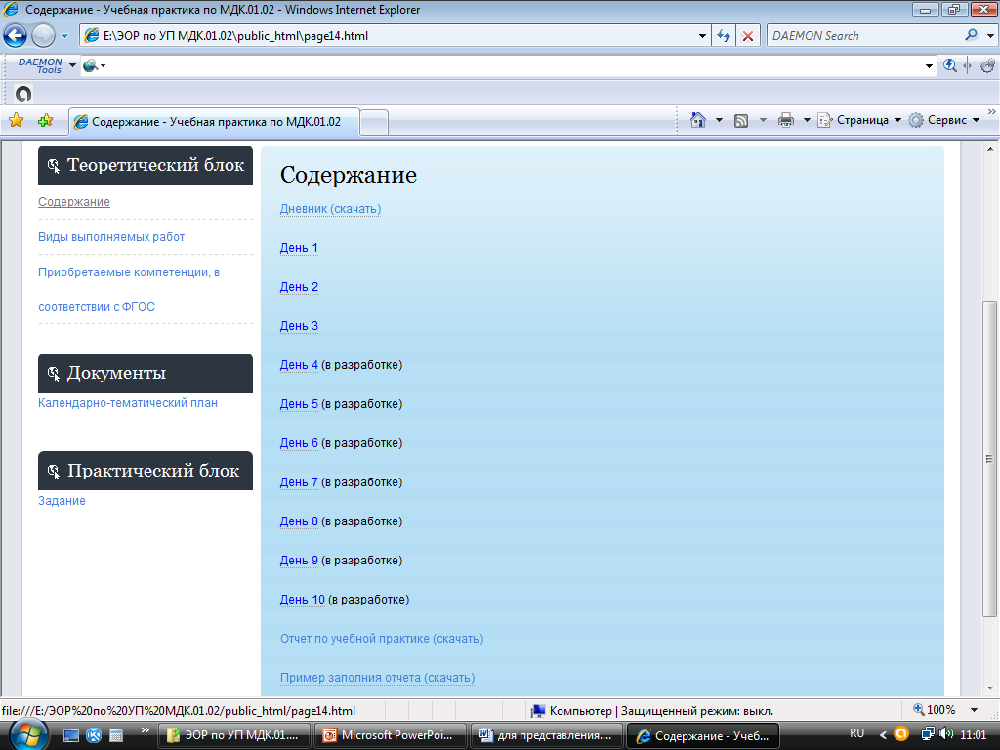 Содержание - Учебная практика по МДК.01.02 - Windows Internet Explorer
E:\ЭОР по УП МДК.01.02\public_html\page14.html
DAEMON Search
DAEMON Tools
Содержание - Учебная практика по МДК.01.02
Страница
Сервис
Теоретический блок
Содержание
Виды выполняемых работ
Приобретаемые компетенции, в
соответствии с ФГОС
Документы
Календарно-тематический план
Практический блок
Задание
Содержание
Дневник (скачать)
День 1
День 2
День 3
День 4 (в разработке)
День 5 (в разработке)
День 6 (в разработке)
День 7 (в разработке)
День 8 (в разработке)
День 9 (в разработке)
День 10 (в разработке)
Отчет по учебной практике (скачать)
Пример заполния отчета (скачать)
file:///E:/ЭОР%20по%20УП%20МДК.01.02/public_html/page14.html
Компьютер | Защищенный режим: выкл.
100%
ЭОР по УП МДК.01....
Microsoft PowerPoi...
для представления....
Содержание - Учеб...
RU
11:01